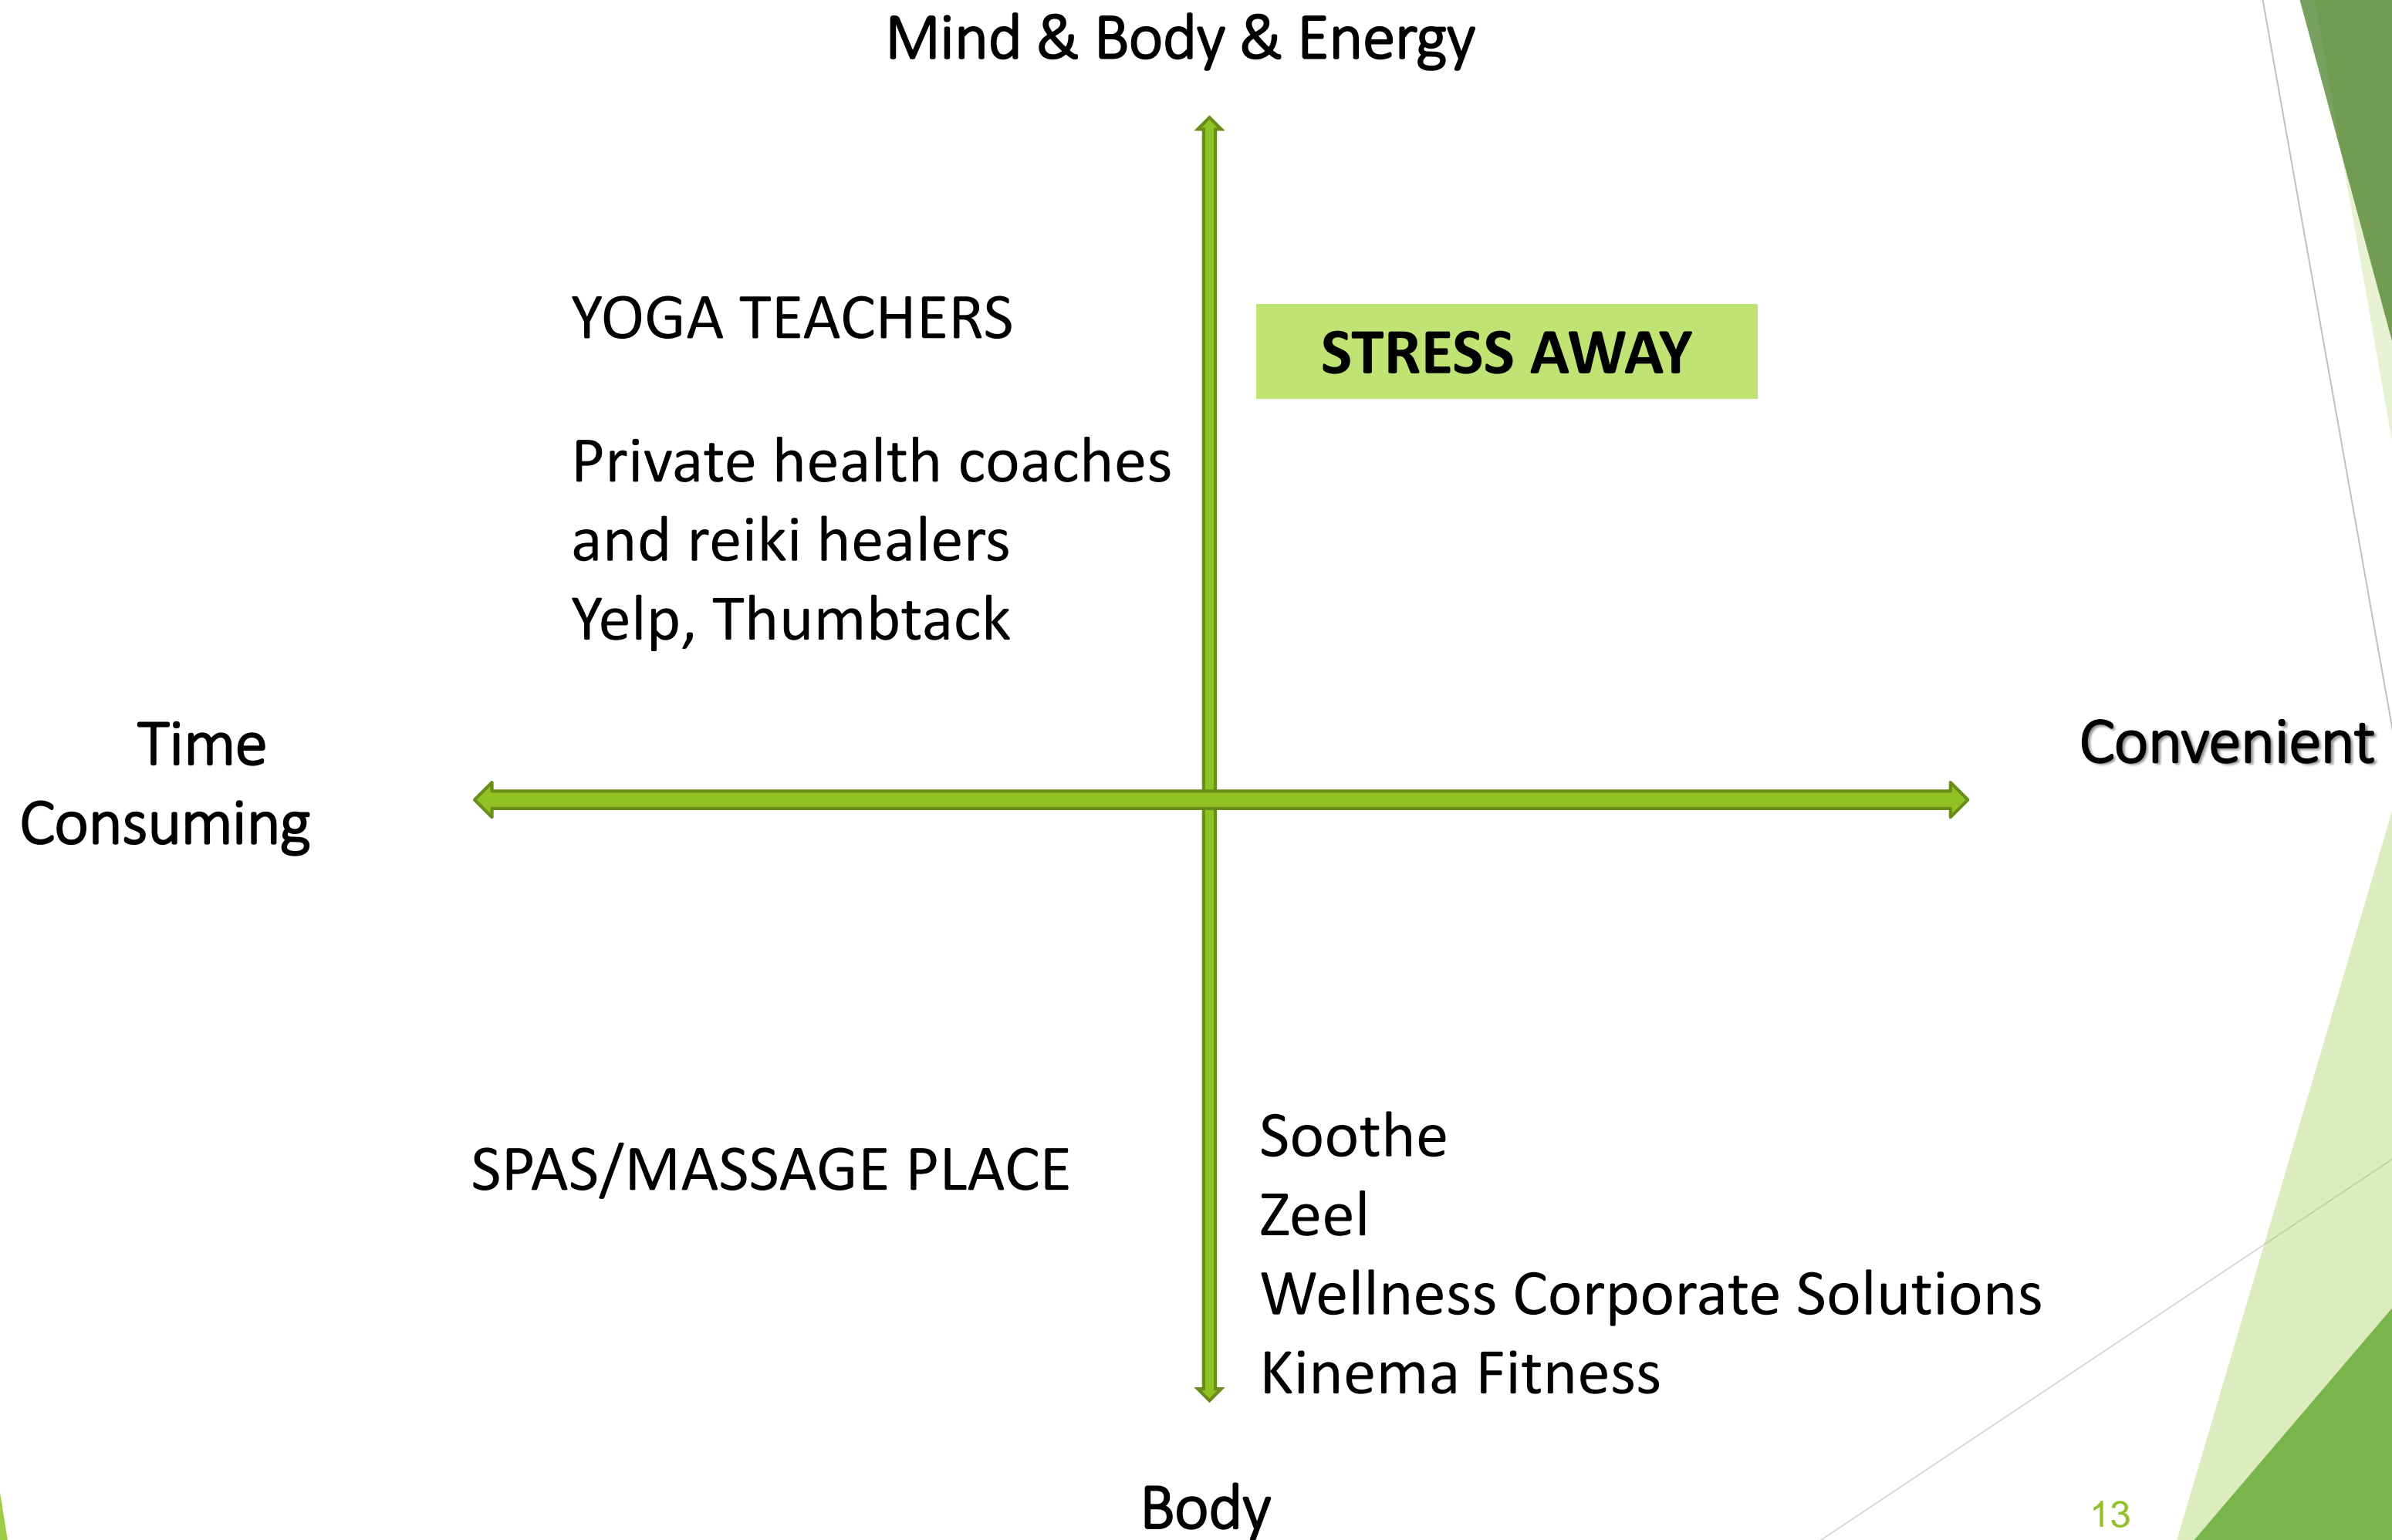 Mind & Body & Energy
YOGA TEACHERS
STRESS AWAY
Private health coaches
and reiki healers
Yelp, Thumbtack
Time
Consuming
Convenient
SPAS/MASSAGE PLACE
Soothe
Zeel
Wellness Corporate Solutions
Kinema Fitness
Body
13